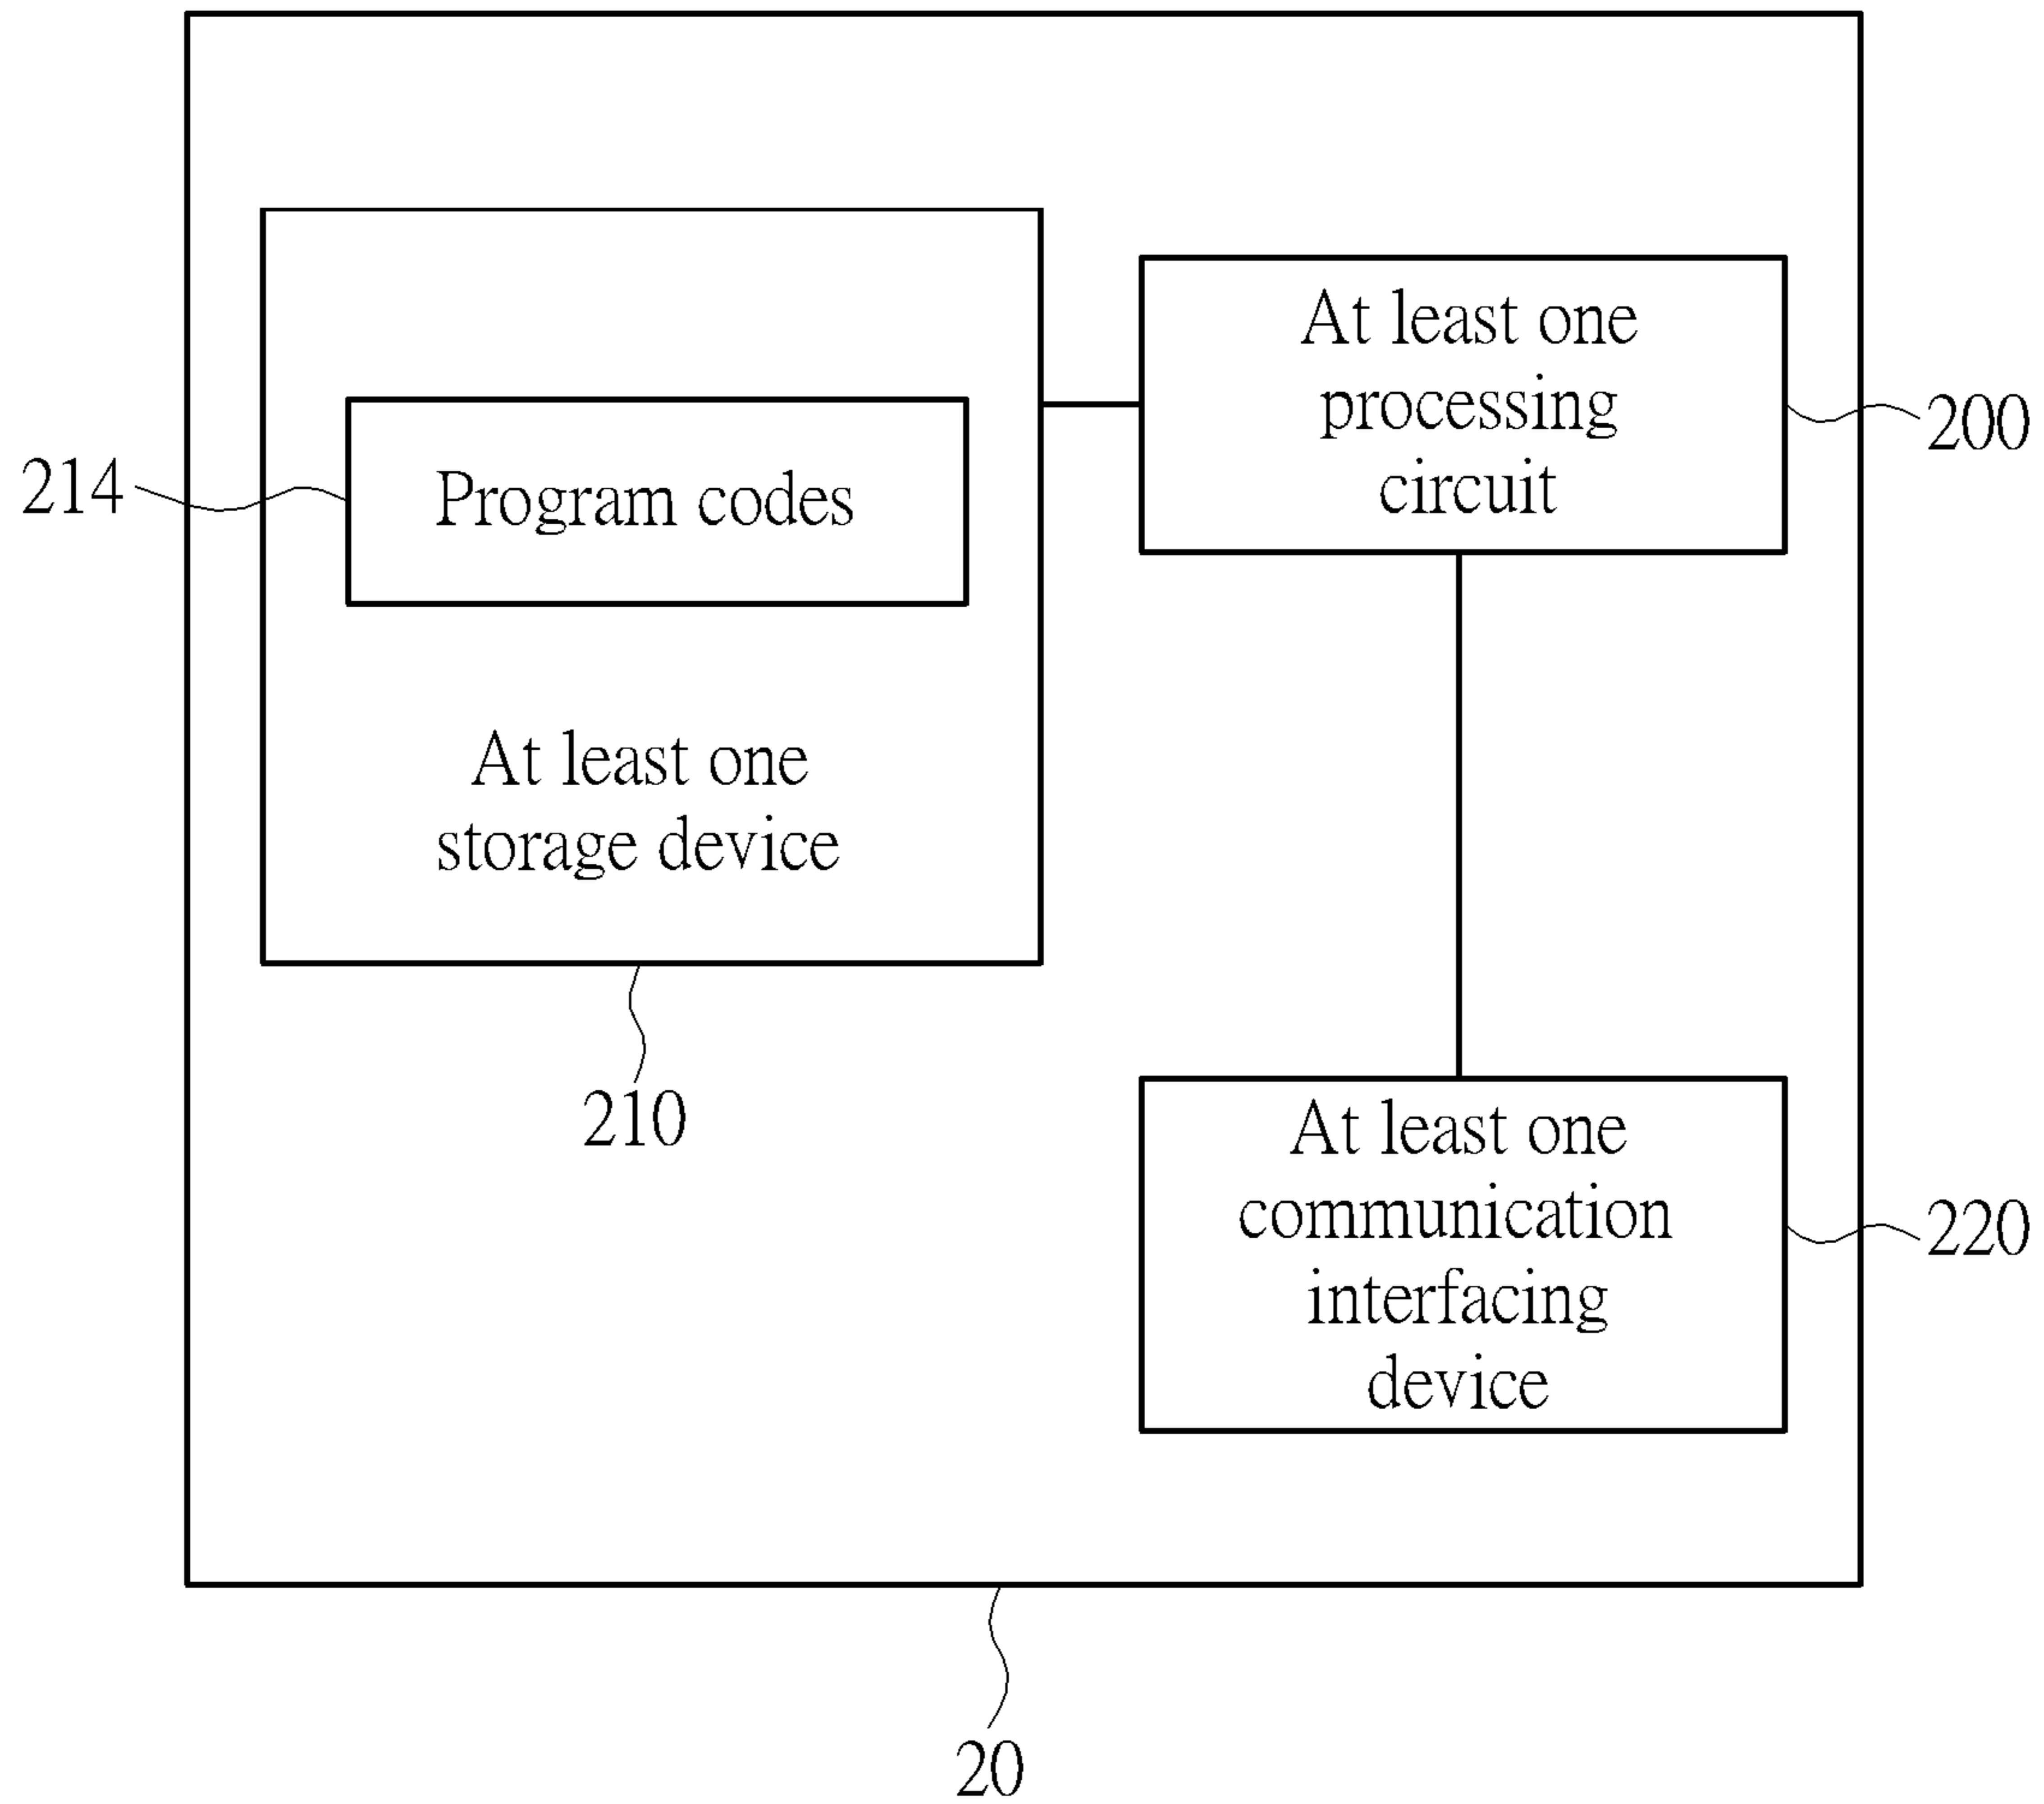 At least one
processing
circuit
200
214
Program codes
At least one
storage device
210
At least one
communication
interfacing
device
220
20